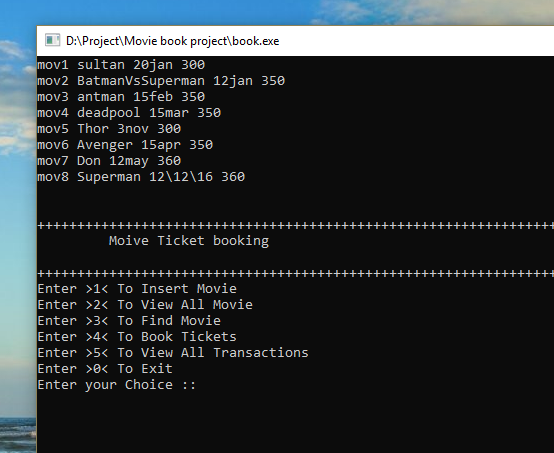 D:\Project\Movie book project\book.exe
mov1 sultan 20jan 300
mov2 BatmanVsSuperman 12jan 350
mov3 antman 15feb 350
mov4 deadpool 15mar 350
mov5 Thor 3nov 300
mov6 Avenger 15apr 350
mov7 Don 12may 360
mov8 Superman 12\12\16 360
+++++++++++++++++++++++++++++++++++++++++++++++++++++++++++++++++
Moive Ticket booking
+++++++++++++++++++++++++++++++++++++++++++++++++++++++++++++++++
Enter >1< To Insert Movie
Enter >2< To View All Movie
Enter >3< To Find Movie
Enter >4< To Book Tickets
Enter >5< To View All Transactions
Enter >0< To Exit
Enter your Choice ::